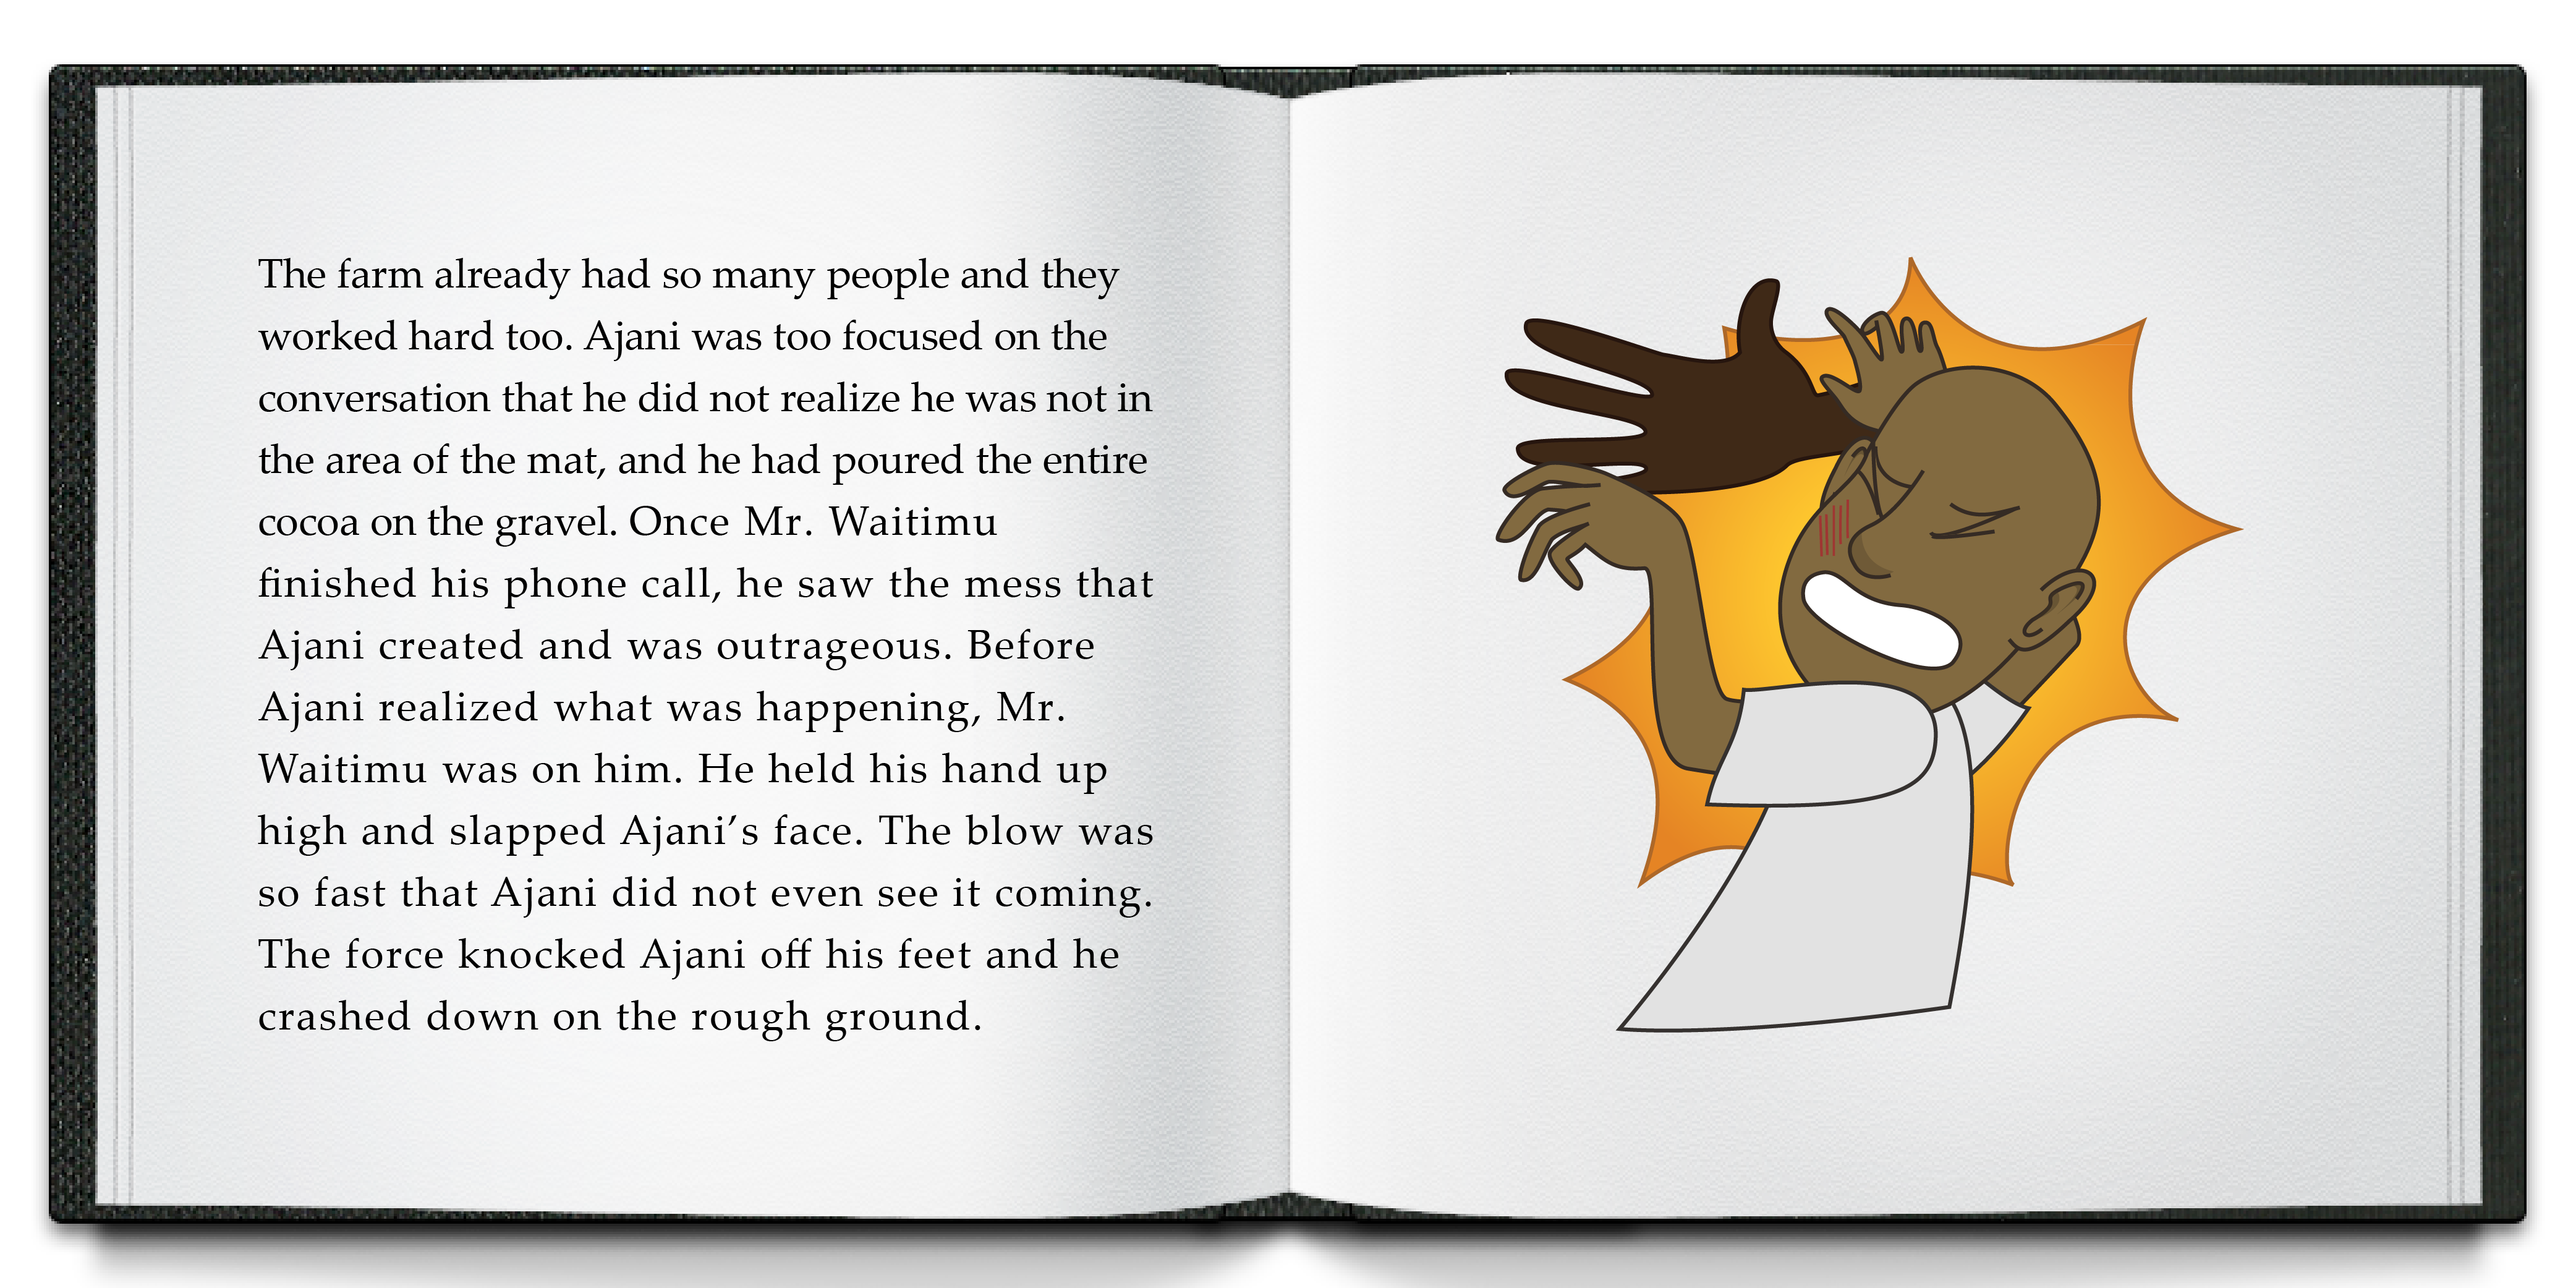 The farm already had so many people and they
worked hard too. Ajani was too focused on the
conversation that he did not realize he was not in
the area of the mat, and he had poured the entire
cocoa on the gravel. Once Mr. Waitimu
finished his phone call, he saw the mess that
Ajani created and was outrageous. Before
Ajani realized what was happening, Mr.
Waitimu was on him. He held his hand up
high and slapped Ajani’s face. The blow was
so fast that Ajani did not even see it coming.
The force knocked Ajani off his feet and he
crashed down on the rough ground.